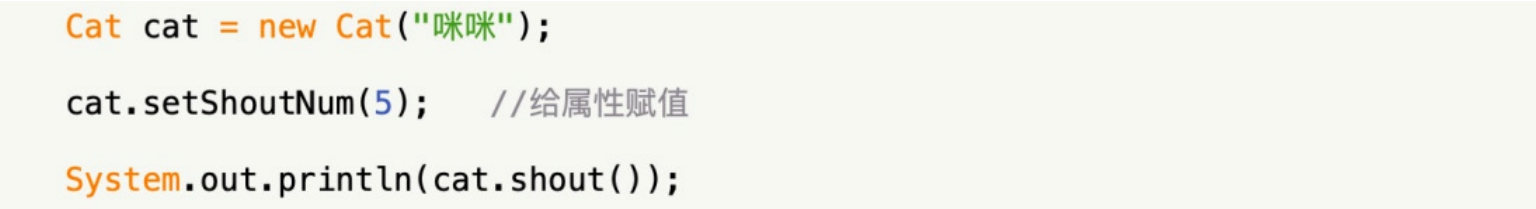 Cat cat = new Cat("咪咪");
cat.setShoutNum(5);   //给属性赋值
System.out.println(cat.shout());